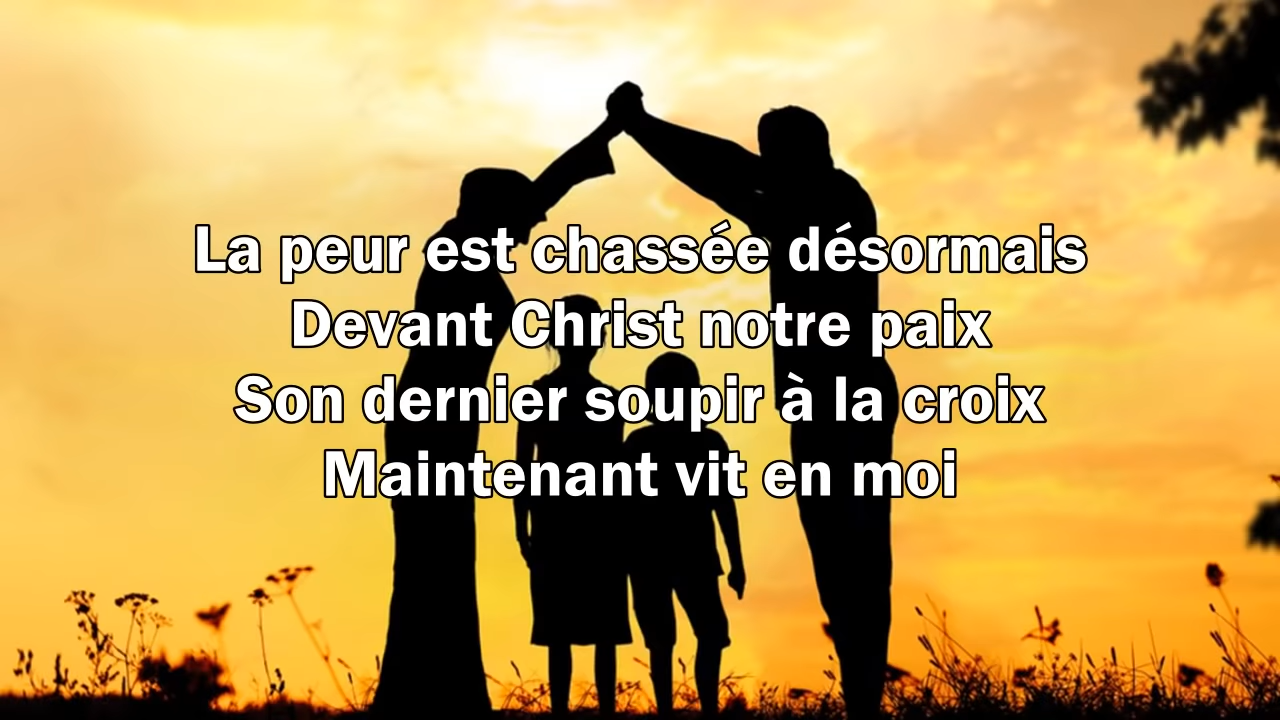 La peur est chassée désormais
Devant Christ notre paix
Son dernier soupir à la croix
Maintenant vit en moi